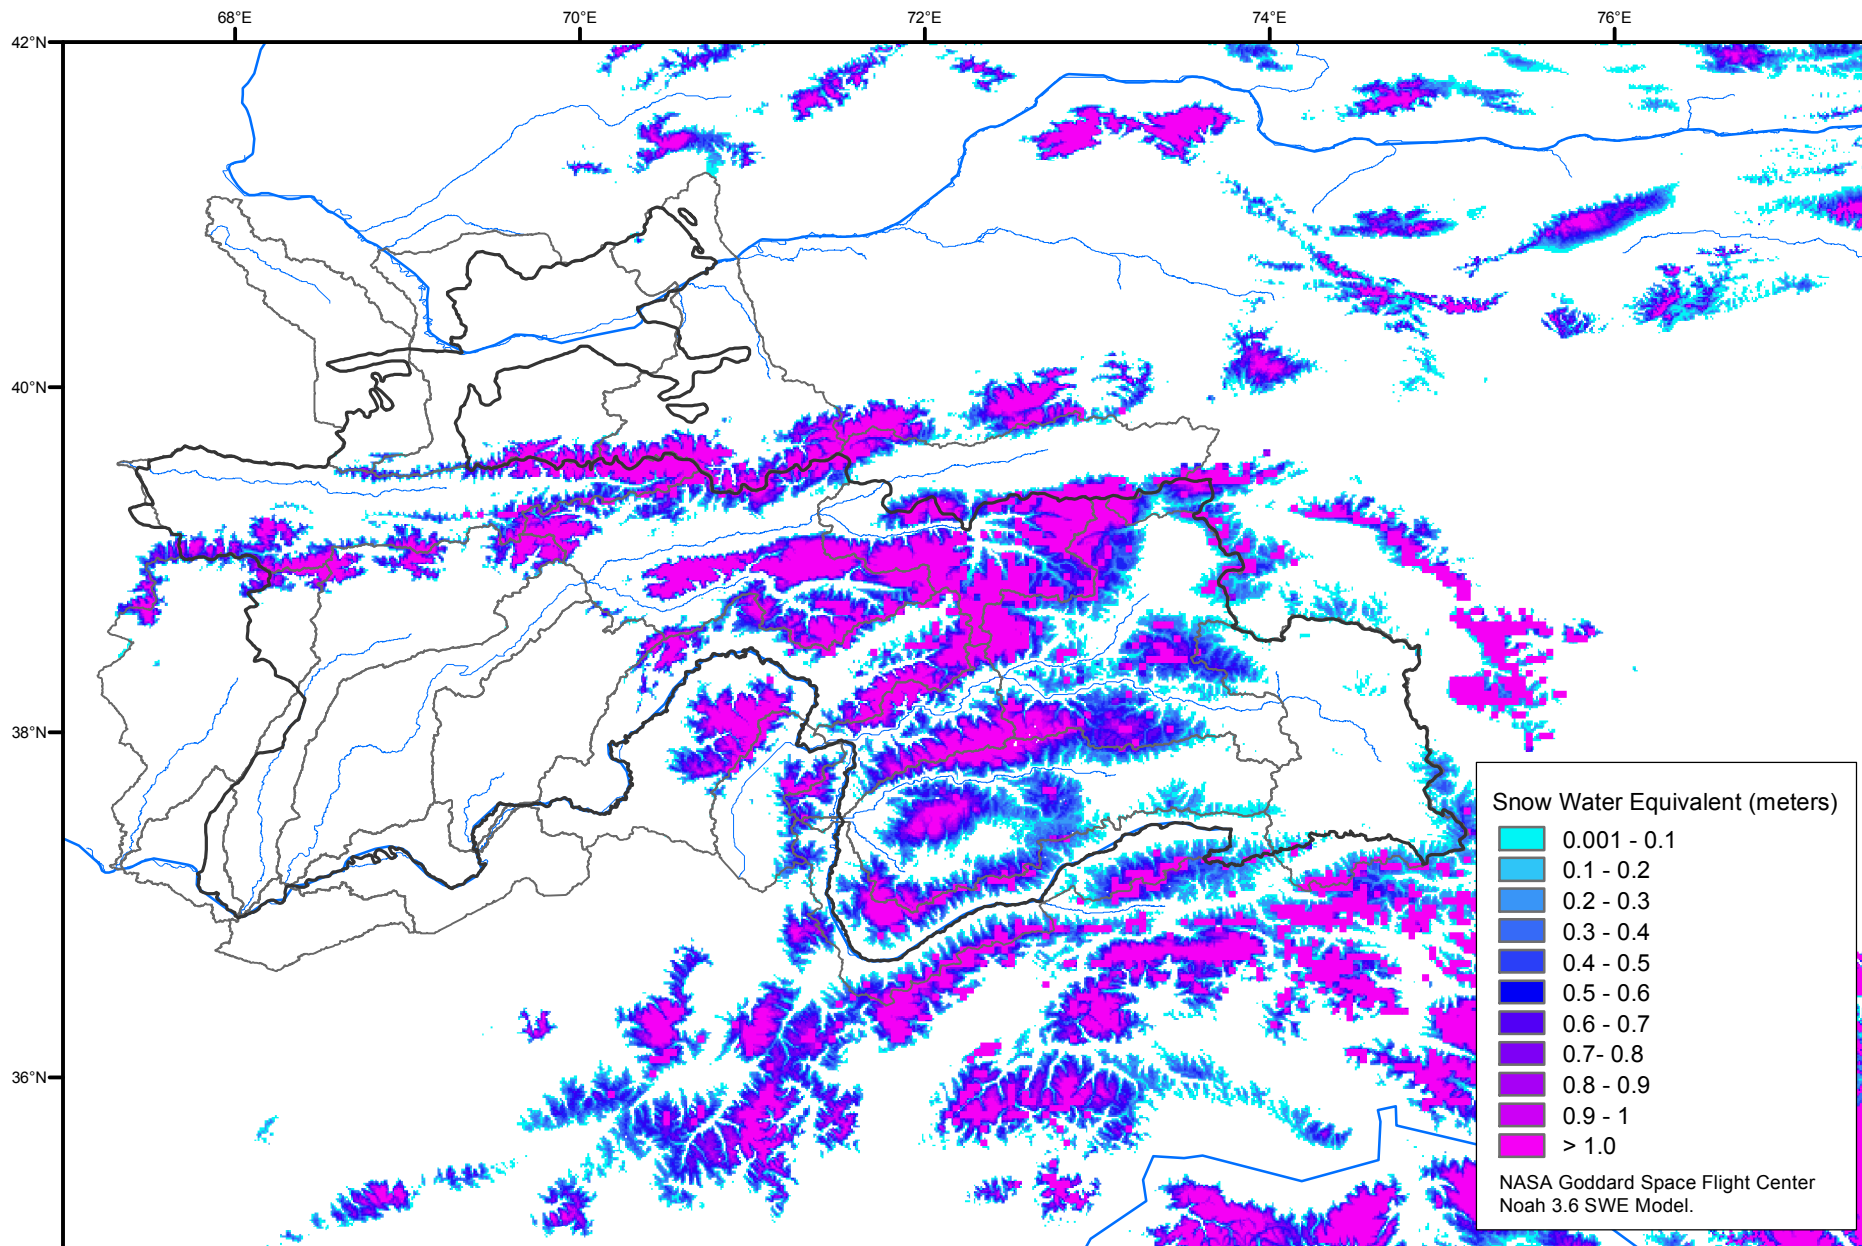 68°E
70°E
72°E
74°E
76°E
42°N
40°N
38°N
36°N
Snow Water Equivalent (meters)
0.001 - 0.1
0.1 - 0.2
0.2 - 0.3
0.3 - 0.4
0.4 - 0.5
0.5 - 0.6
0.6 - 0.7
0.7- 0.8
0.8 - 0.9
0.9 - 1
> 1.0
NASA Goddard Space Flight Center
Noah 3.6 SWE Model.